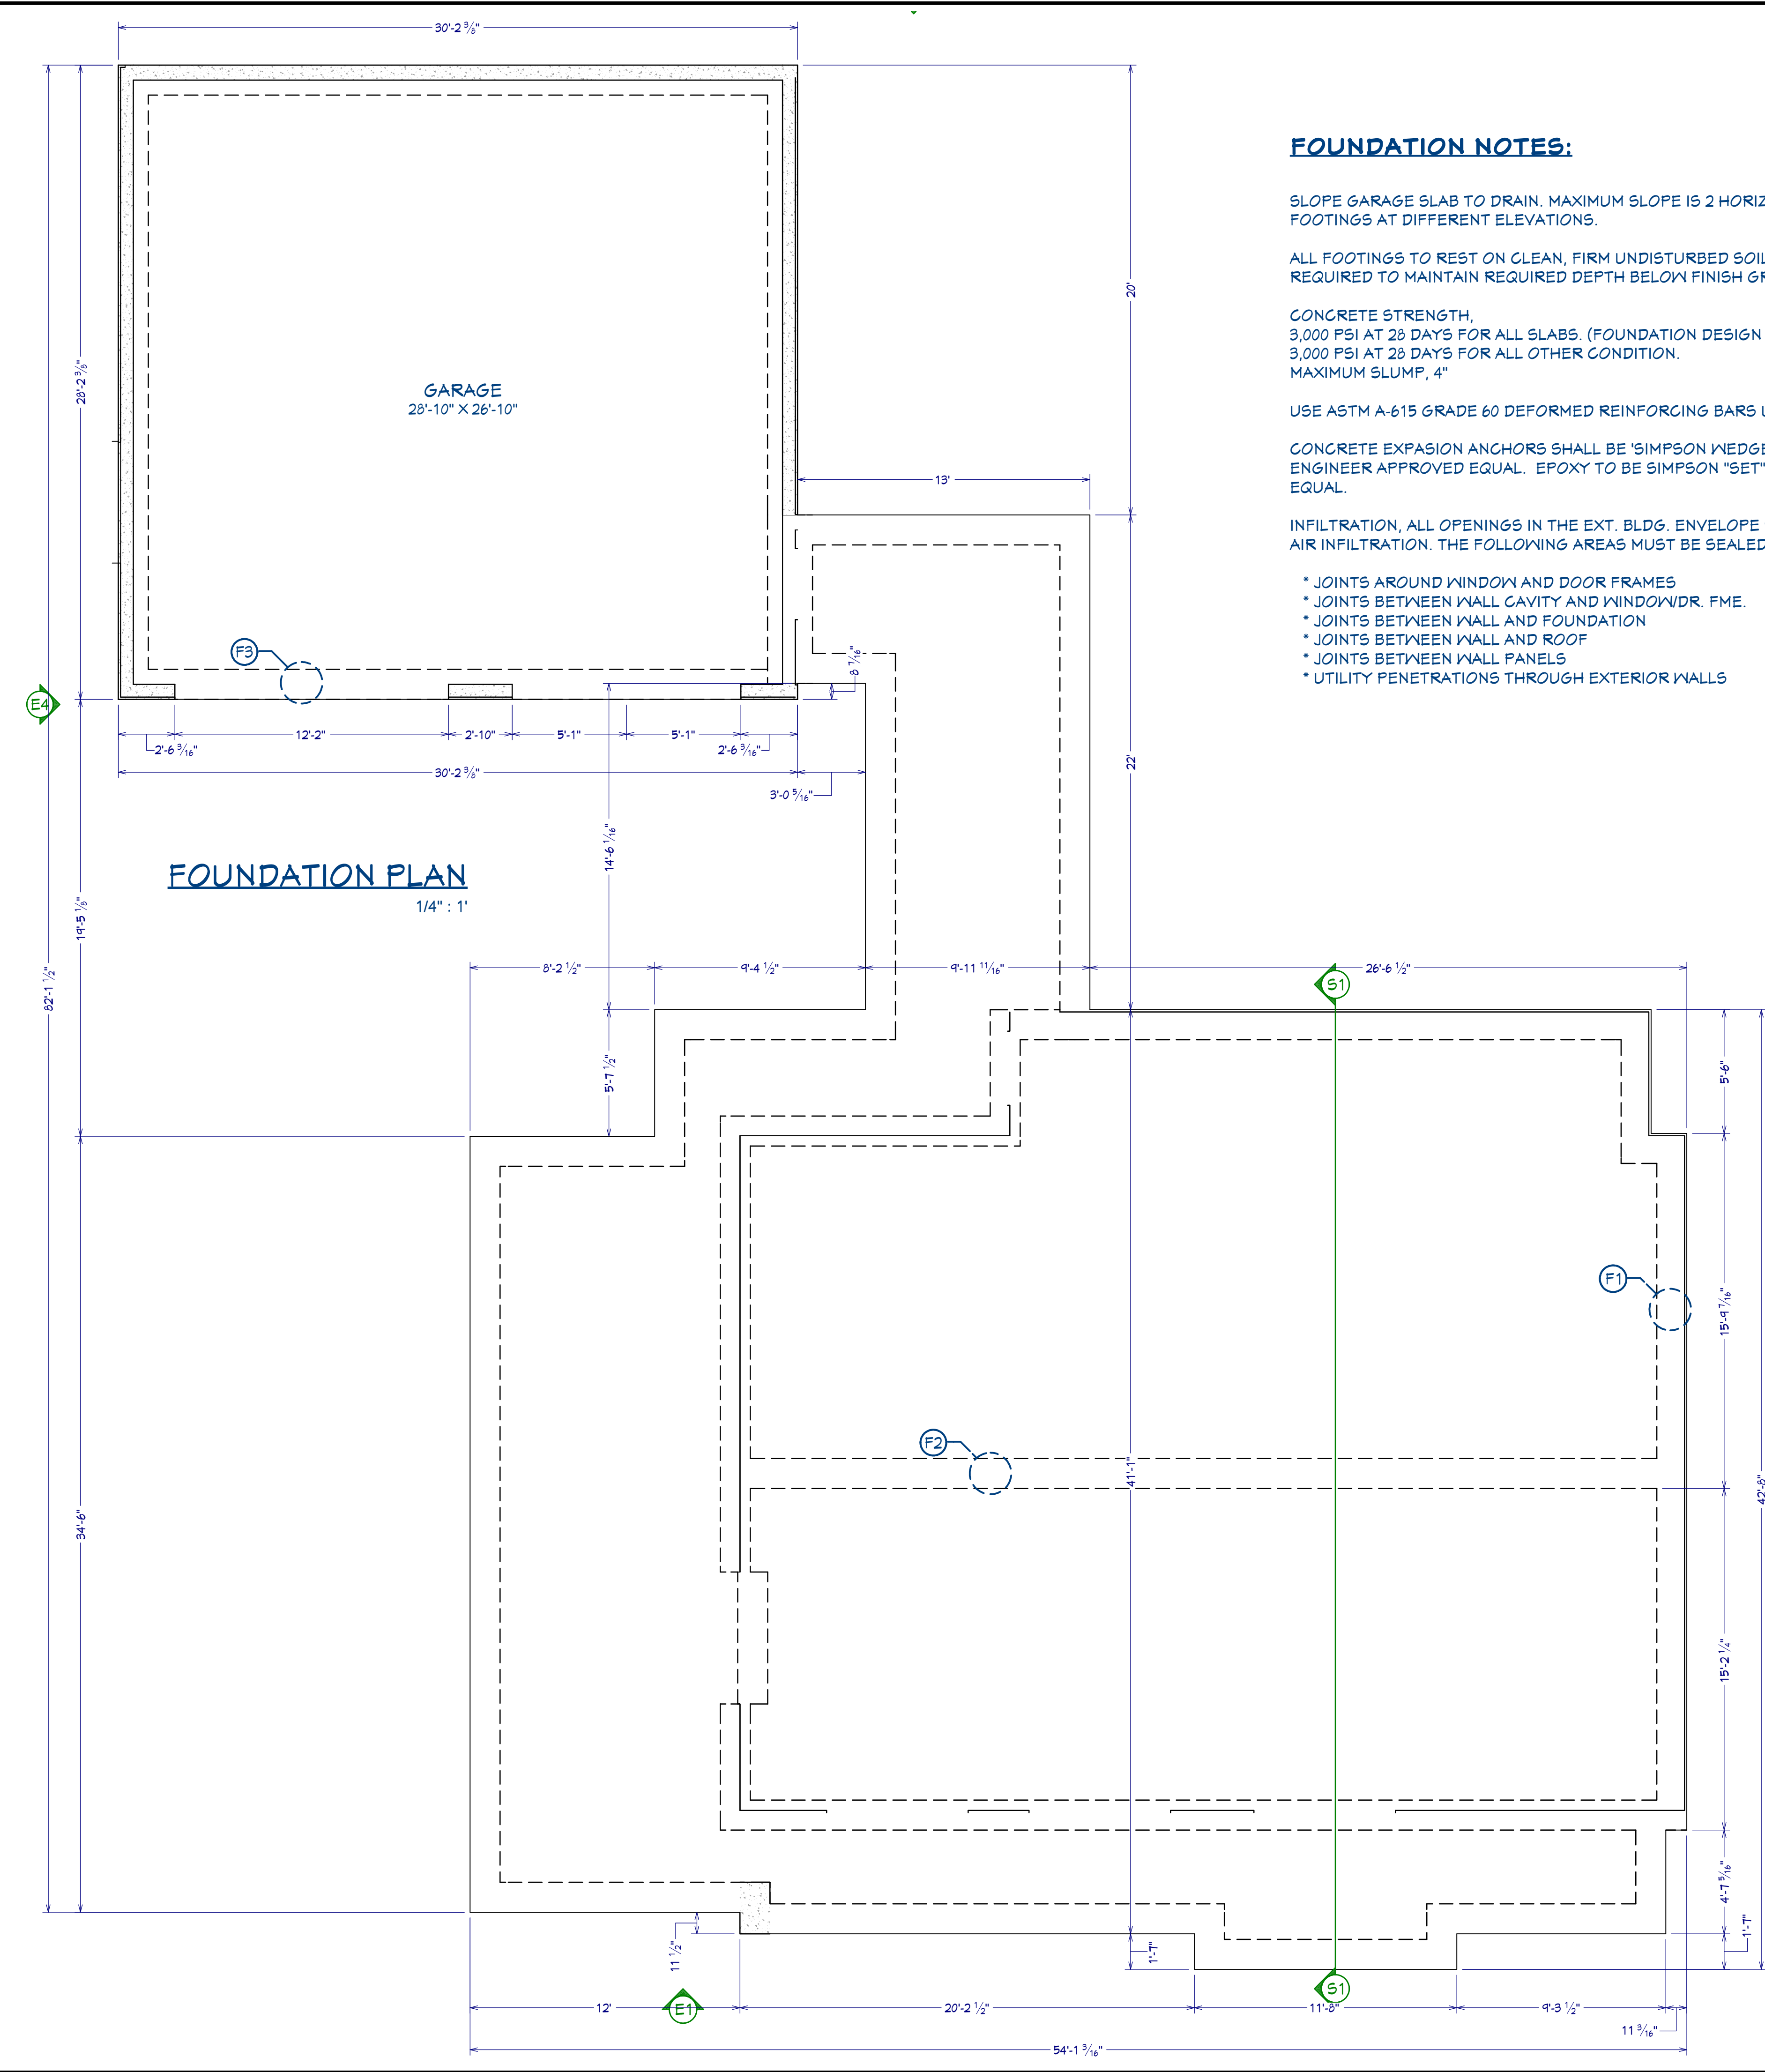 30'-2 3/8"
FOUNDATION NOTES:
SLOPE GARAGE SLAB TO DRAIN. MAXIMUM SLOPE IS 2
FOOTINGS AT DIFFERENT ELEVATIONS.
ALL FOOTINGS TO REST ON CLEAN, FIRM UNDISTURBED
REQUIRED TO MAINTAIN REQUIRED DEPTH BELOW FINISH
CONCRETE STRENGTH,
3,000 PSI AT 28 DAYS FOR ALL SLABS. (FOUNDATION DESIGN
3,000 PSI AT 28 DAYS FOR ALL OTHER CONDITION.
MAXIMUM SLUMP, 4"
USE ASTM A-615 GRADE 60 DEFORMED REINFORCING BARS
CONCRETE EXPASION ANCHORS SHALL BE 'SIMPSON WEDGE
ENGINEER APPROVED EQUAL. EPOXY TO BE SIMPSON "SET"
EQUAL.
INFILTRATION, ALL OPENINGS IN THE EXT. BLDG. ENVELOPE
AIR INFILTRATION. THE FOLLOWING AREAS MUST BE SEALED
* JOINTS AROUND WINDOW AND DOOR FRAMES
* JOINTS BETWEEN WALL CAVITY AND WINDOW/DR. FME.
* JOINTS BETWEEN WALL AND FOUNDATION
* JOINTS BETWEEN WALL AND ROOF
* JOINTS BETWEEN WALL PANELS
* UTILITY PENETRATIONS THROUGH EXTERIOR WALLS
20'
28'-2 3/8"
GARAGE
28'-10" X 26'-10"
13'
F3
8 7/16"
E4
12'-2"
2'-10"
5'-1"
5'-1"
2'-6 3/16"
2'-6 3/16"
22'
30'-2 3/8"
3'-0 5/16"
14'-6 1/16"
FOUNDATION PLAN
1/4" : 1'
19'-5 1/8"
82'-1 1/2"
8'-2 1/2"
9'-4 1/2"
9'-11 11/16"
26'-6 1/2"
S1
5'-7 1/2"
5'-6"
F1
15'-9 7/16"
F2
41'-1"
42'-8"
34'-6"
15'-2 1/4"
4'-7 5/16"
1'-7"
11 1/2"
1'-7"
S1
12'
E1
20'-2 1/2"
11'-8"
9'-3 1/2"
11 3/16"
54'-1 3/16"